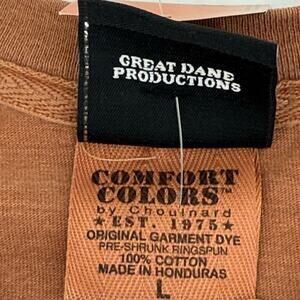 GREAT DANE
PRODUCTIONS
COMFORT
COLORS™
by Chouinard
★ EST. 1975 ★
ORIGINAL GARMENT DYE
PRE-SHRUNK RINGSPUN
100% COTTON
MADE IN HONDURAS
L